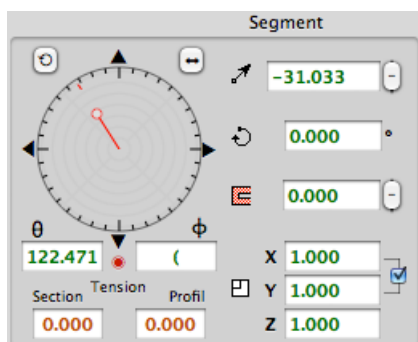 Segment
-31.033
0.000 °
0.000
θ ϕ
122.471 (
Tension
Section Profil
0.000 0.000
X 1.000
Y 1.000
Z 1.000